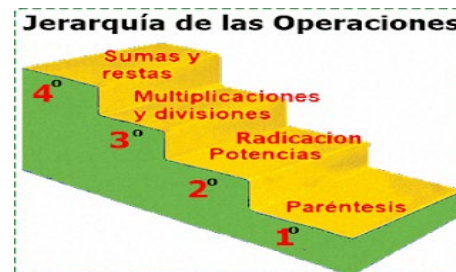 Jerarquía de las Operaciones
Sumas y
restas
4º
Multiplicaciones
y divisiones
3º
Radicacion
Potencias
2º
Paréntesis
1º